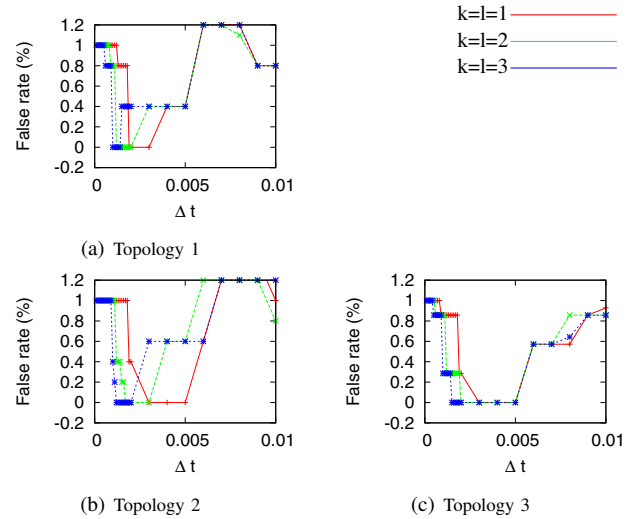 k=l=1
k=l=2
k=l=3
1.2
1
0.8
0.6
0.4
0.2
0
-0.2
False rate (%)
0 0.005 0.01
Δ t
(a) Topology 1
1.2
1
0.8
0.6
0.4
0.2
0
-0.2
False rate (%)
0 0.005 0.01
Δ t
(b) Topology 2
1.2
1
0.8
0.6
0.4
0.2
0
-0.2
False rate (%)
0 0.005 0.01
Δ t
(c) Topology 3